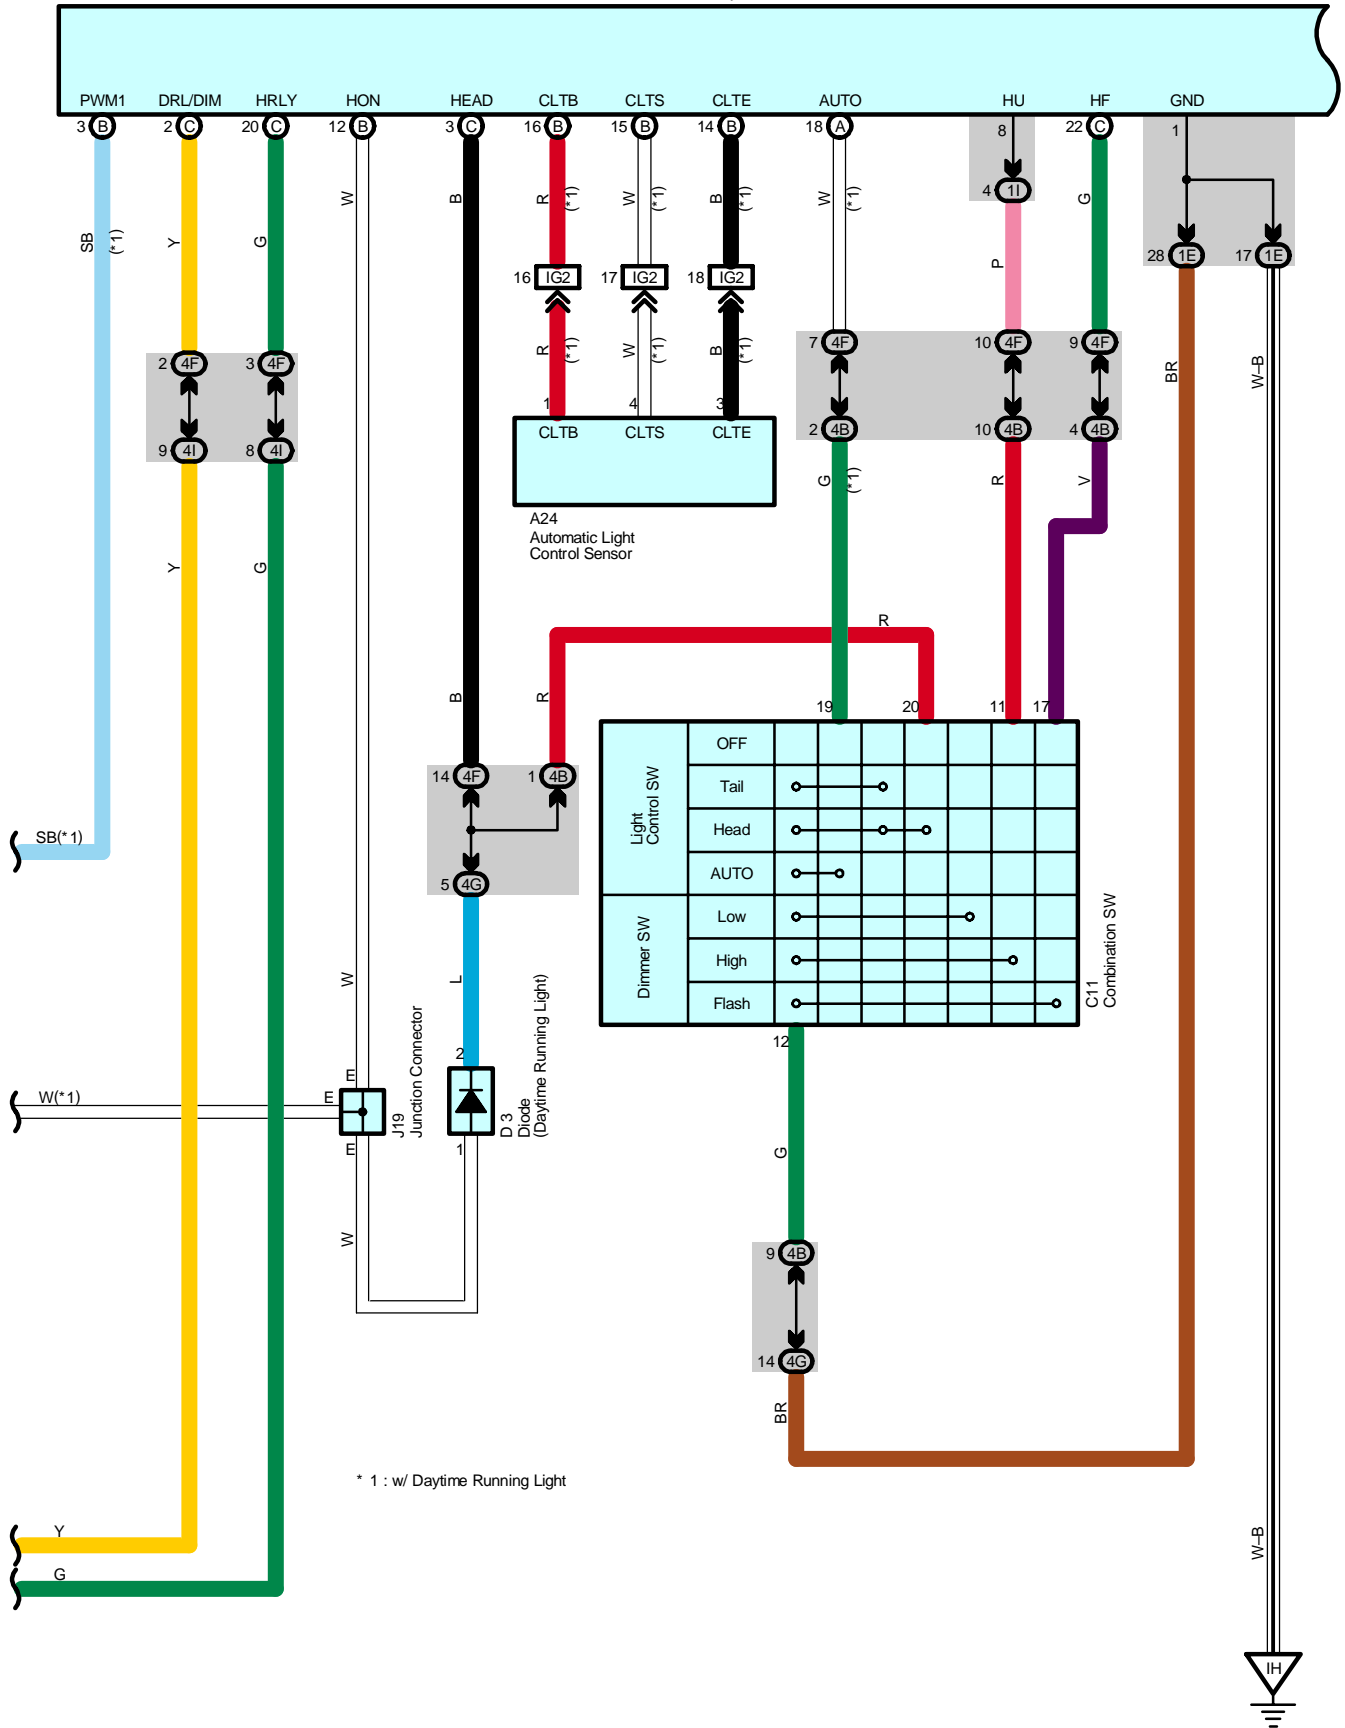 PWM1 DRL/DIM HRLY HON HEAD CLTB CLTS CLTE AUTO HU HF GND
3 B 2 C 20 C 12 B 3 C 16 B 15 B 14 B 18 A 8 22 C 1
4 1I
SB (*1) Y G W B R (*1) W (*1) B (*1) W (*1) P G
28 1E 17 1E
16 IG2 17 IG2 18 IG2
2 4F 3 4F 7 4F 10 4F 9 4F
R (*1) W (*1) B (*1) BR W-B
9 4I 8 4I 2 4B 10 4B 4 4B
1 4 3
CLTB CLTS CLTE
G (*1) R V
A24
Automatic Light
Control Sensor
Y G
R
B R
19 20 11 17
14 4F 1 4B
5 4G
Light
Control SW
OFF
Tail
Head
AUTO
Dimmer SW
Low
High
Flash
C11
Combination SW
SB(*1)
W L
2
E
W(*1) E
E
J19
Junction Connector
D 3
Diode
(Daytime Running Light)
1
12
G
W
9 4B
14 4G
BR
* 1 : w/ Daytime Running Light
Y
G
W-B
IH